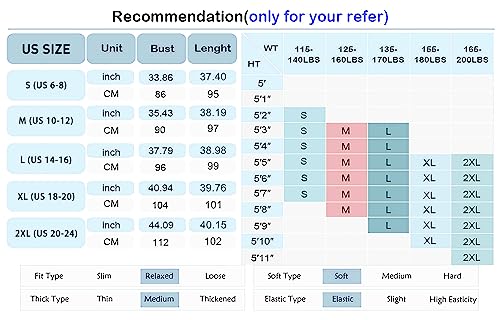 Recommendation(only for your refer)
US SIZE Unit Bust Lenght
S (US 6-8) inch 33.86 37.40
CM 86 95
M (US 10-12) inch 35.43 38.19
CM 90 97
L (US 14-16) inch 37.79 38.98
CM 96 99
XL (US 18-20) inch 40.94 39.76
CM 104 101
2XL (US 20-24) inch 44.09 40.15
CM 112 102
WT 115- 125- 135- 155- 165-
HT 140LBS 160LBS 170LBS 180LBS 200LBS
5'
5'1"
5'2" S
5'3" S M L
5'4" S M L
5'5" S M L XL 2XL
5'6" S M L XL 2XL
5'7" S M L XL 2XL
5'8" M L XL 2XL
5'9" L XL 2XL
5'10" XL 2XL
5'11" 2XL
Fit Type Slim Relaxed Loose
Thick Type Thin Medium Thickened
Soft Type Soft Medium Hard
Elastic Type Elastic Slight High Easticity